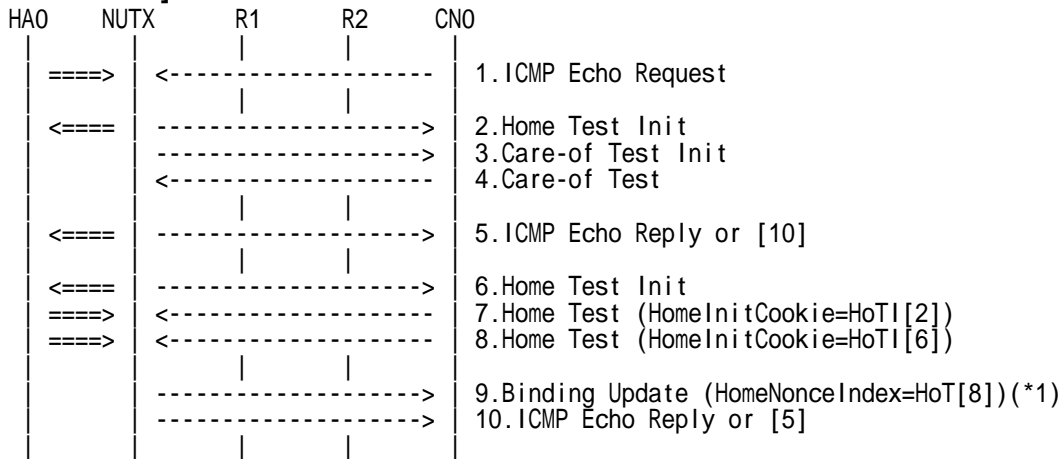 HA0 NUTX R1 R2 CN0
====> <--------------------- 1.ICMP Echo Request
<==== ---------------------> 2.Home Test Init
---------------------> 3.Care-of Test Init
<--------------------- 4.Care-of Test
<==== ---------------------> 5.ICMP Echo Reply or [10]
<==== ---------------------> 6.Home Test Init
====> <--------------------- 7.Home Test (HomeInitCookie=HoTI[2])
====> <--------------------- 8.Home Test (HomeInitCookie=HoTI[6])
---------------------> 9.Binding Update (HomeNonceIndex=HoT[8])(*1)
---------------------> 10.ICMP Echo Reply or [5]